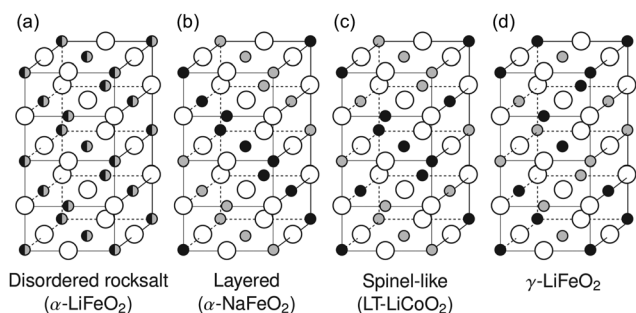 (a) (b) (c) (d)
Disordered rocksalt Layered Spinel-like γ-LiFeO₂
(α-LiFeO₂) (α-NaFeO₂) (LT-LiCoO₂)